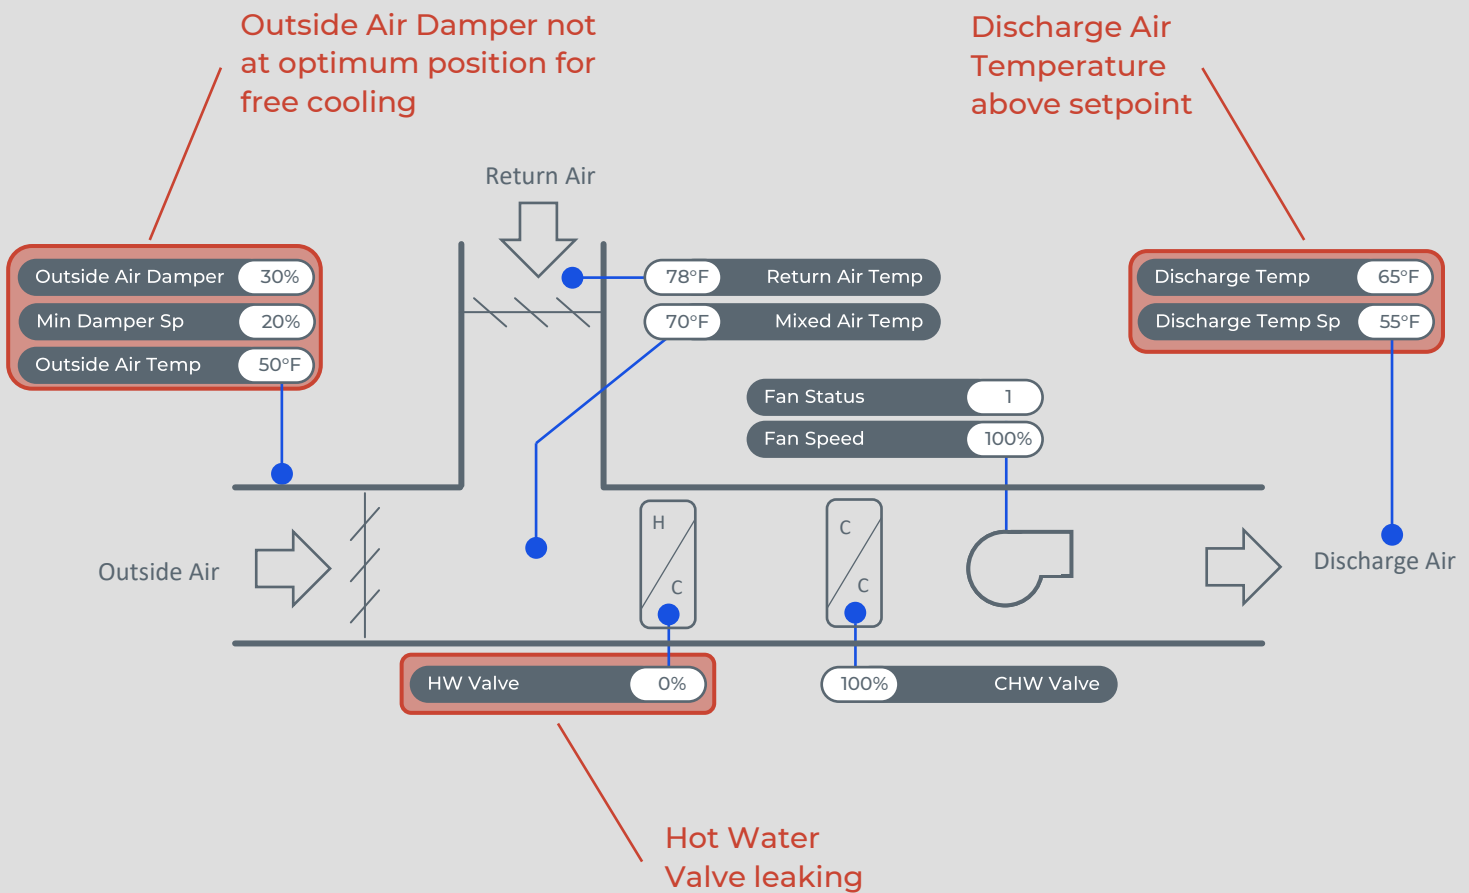 Outside Air Damper not
at optimum position for
free cooling
Discharge Air
Temperature
above setpoint
Return Air
Outside Air Damper 30%
Min Damper Sp 20%
Outside Air Temp 50°F
78°F Return Air Temp
70°F Mixed Air Temp
Discharge Temp 65°F
Discharge Temp Sp 55°F
Fan Status 1
Fan Speed 100%
H
C
C
C
Outside Air
Discharge Air
HW Valve 0%
100% CHW Valve
Hot Water
Valve leaking